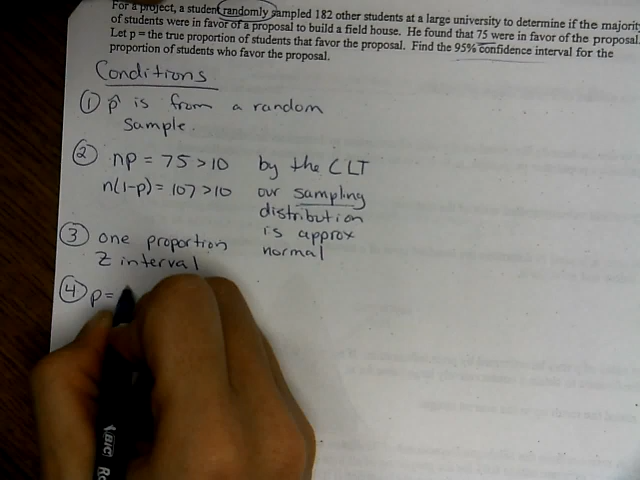 For a project, a student randomly sampled 182 other students at a large university to determine if the majority
of students were in favor of a proposal to build a field house. He found that 75 were in favor of the proposal.
Let p = the true proportion of students that favor the proposal. Find the 95% confidence interval for the
proportion of students who favor the proposal.
Conditions
① p̂ is from a random
sample.
② np = 75 > 10 by the CLT
n(1-p) = 107 > 10 our sampling
distribution
is approx
normal
③ one proportion
Z interval
④ p =
BIC